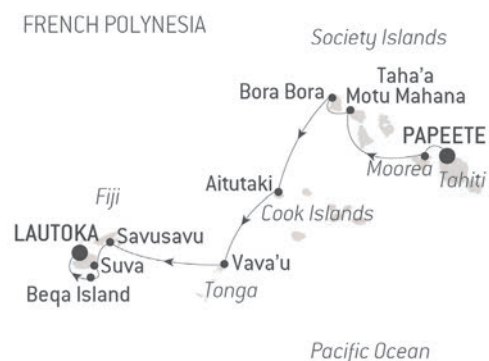 FRENCH POLYNESIA
Society Islands
Taha'a
Bora Bora
Motu Mahana
PAPEETE
Moorea
Tahiti
Aitutaki
Cook Islands
Fiji
LAUTOKA
Savusavu
Suva
Vava'u
Beqa Island
Tonga
Pacific Ocean